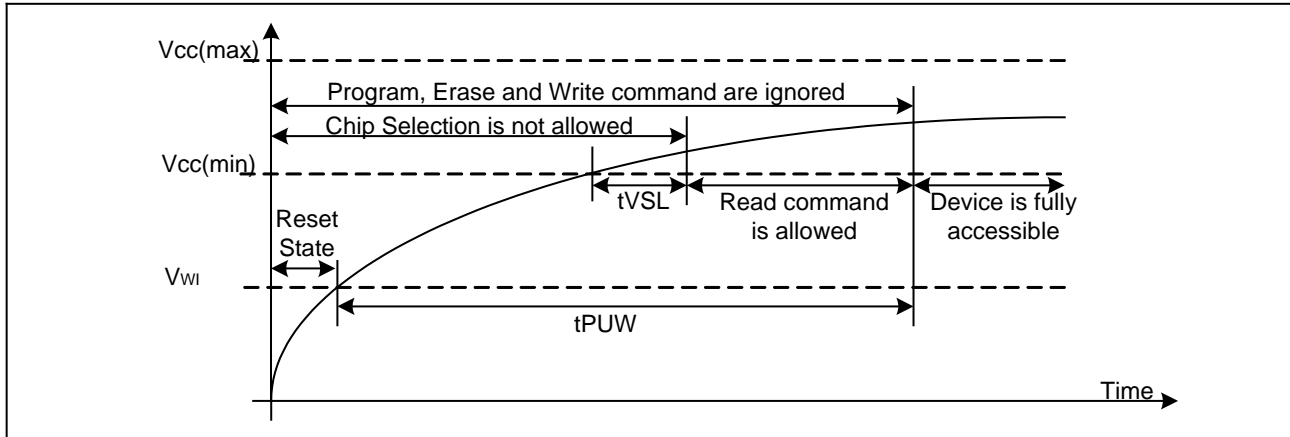 Vcc(max)
Program, Erase and Write command are ignored
Chip Selection is not allowed
Vcc(min)
tVSL
Read command
is allowed
Device is fully
accessible
Reset
State
VWI
tPUW
Time